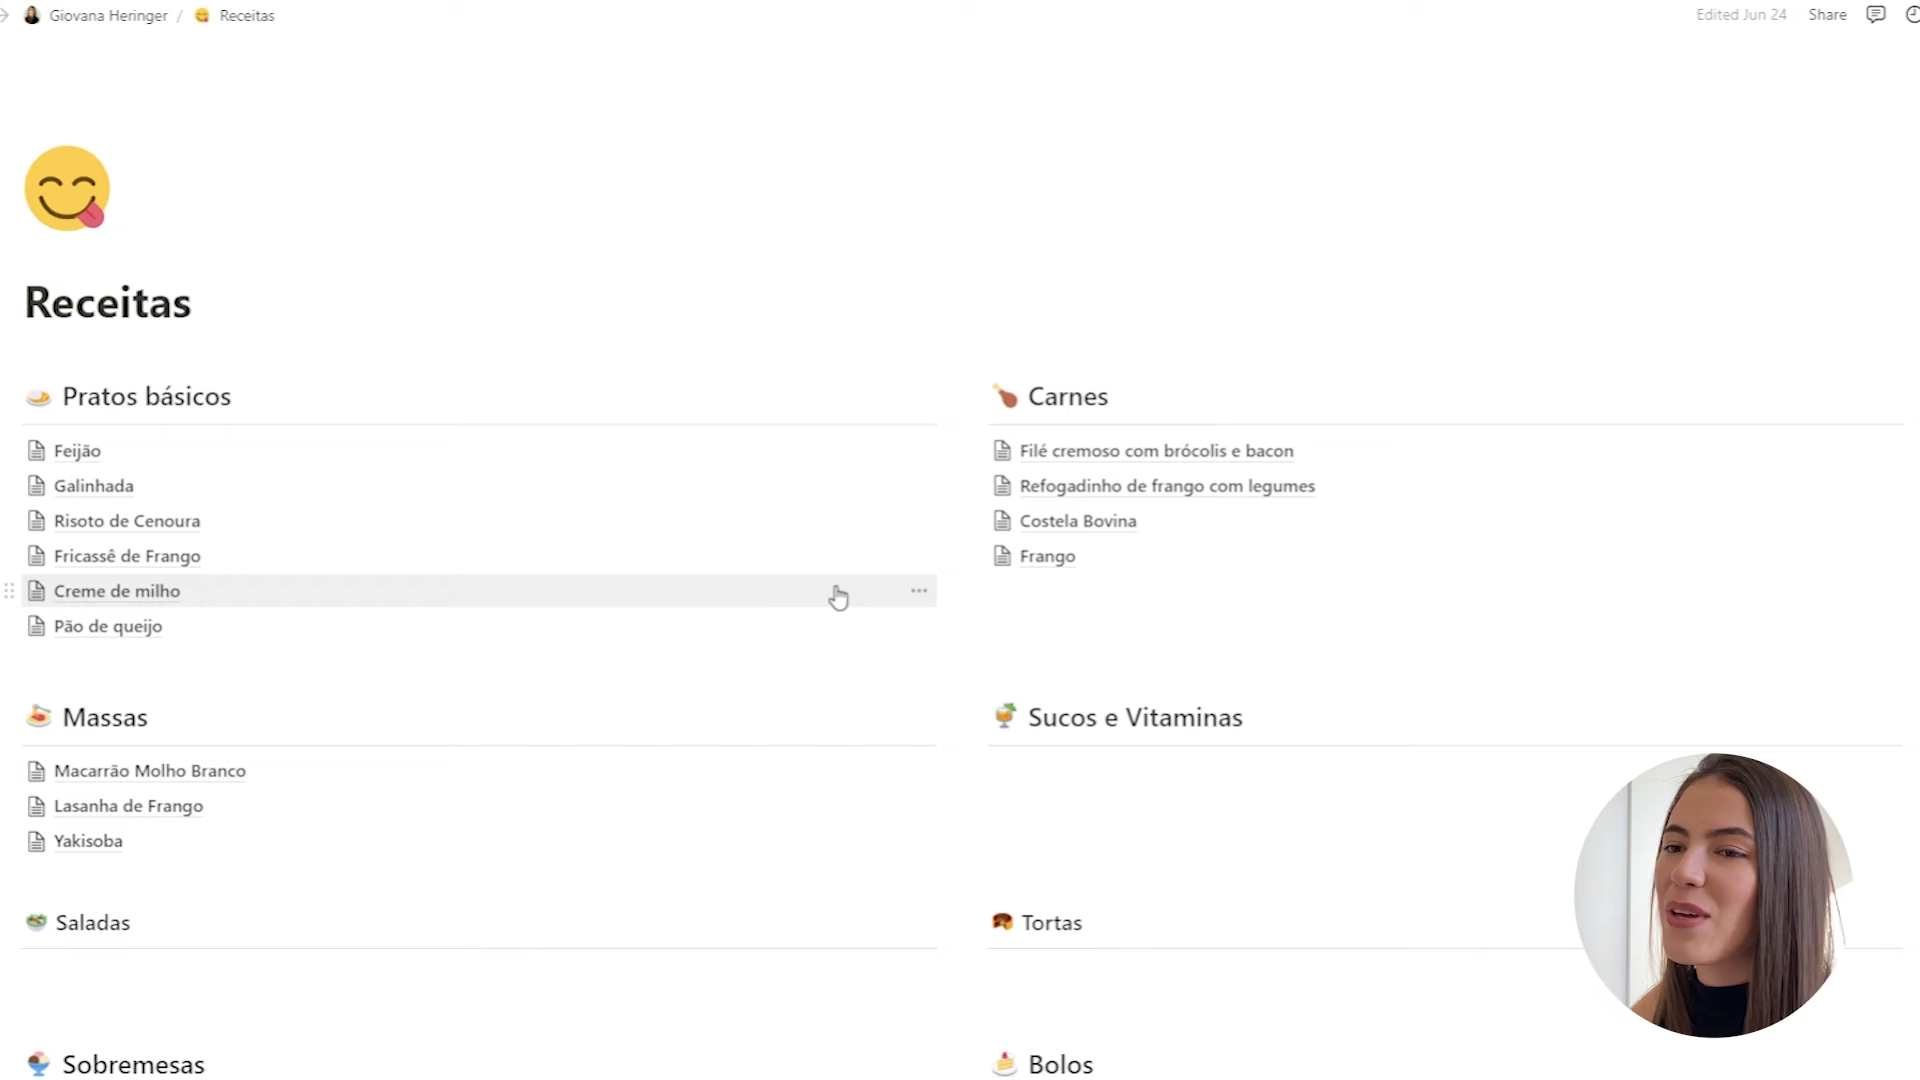 Giovana Heringer / Receitas
Edited Jun 24 Share
Receitas
Pratos básicos
Feijão
Galinhada
Risoto de Cenoura
Fricassê de Frango
Creme de milho
Pão de queijo
Carnes
Filé cremoso com brócolis e bacon
Refogadinho de frango com legumes
Costela Bovina
Frango
Massas
Macarrão Molho Branco
Lasanha de Frango
Yakisoba
Sucos e Vitaminas
Saladas
Tortas
Sobremesas
Bolos